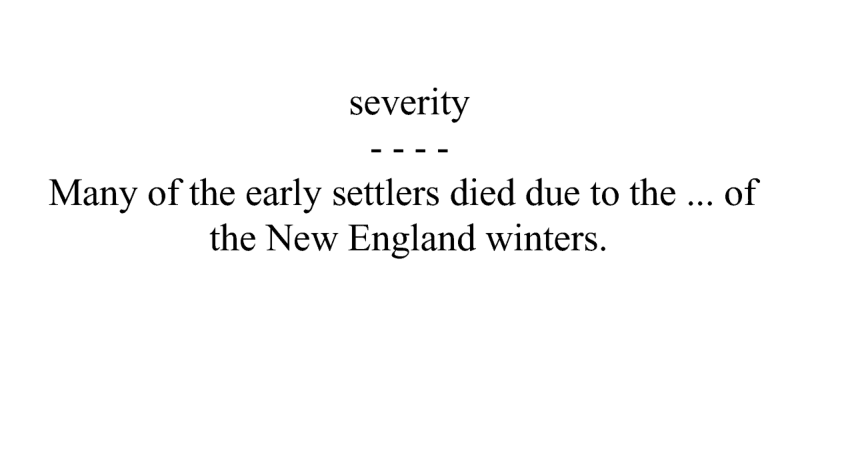 severity
- - - -
Many of the early settlers died due to the ... of
the New England winters.